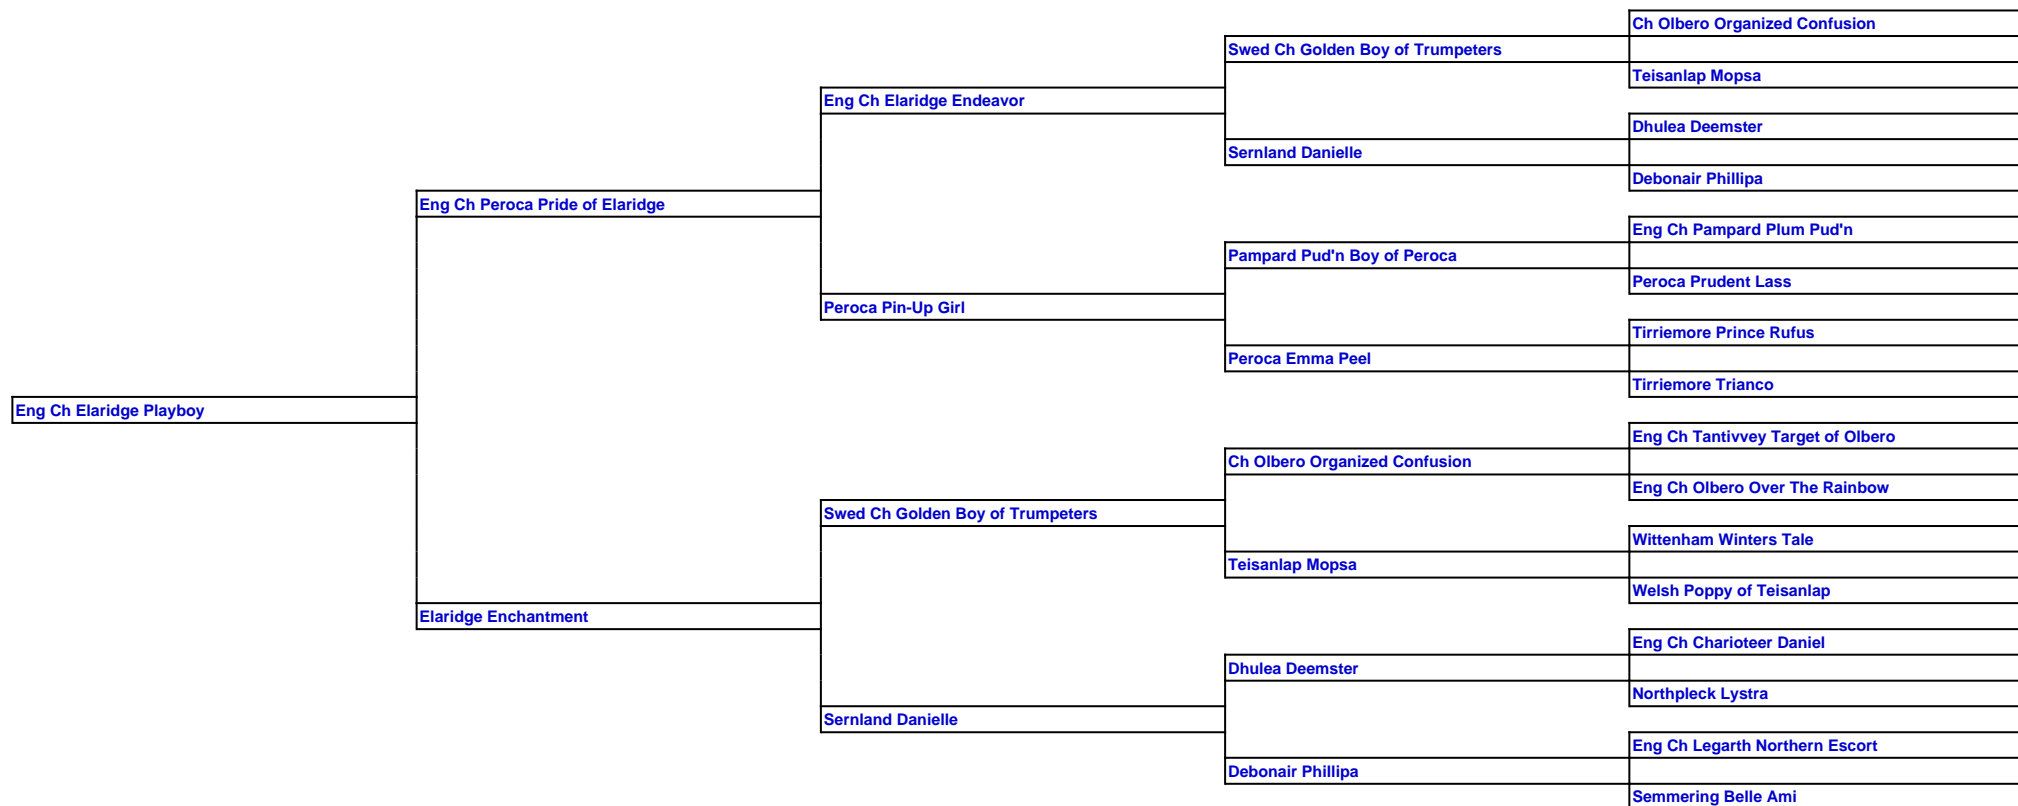 Ch Olbero Organized Confusion
Swed Ch Golden Boy of Trumpeters
Teisanlap Mopsa
Eng Ch Elaridge Endeavor
Dhulea Deemster
Sernland Danielle
Debonair Phillipa
Eng Ch Peroca Pride of Elaridge
Eng Ch Pampard Plum Pud'n
Pampard Pud'n Boy of Peroca
Peroca Prudent Lass
Peroca Pin-Up Girl
Tirriemore Prince Rufus
Peroca Emma Peel
Tirriemore Trianco
Eng Ch Elaridge Playboy
Eng Ch Tantivvey Target of Olbero
Ch Olbero Organized Confusion
Eng Ch Olbero Over The Rainbow
Swed Ch Golden Boy of Trumpeters
Wittenham Winters Tale
Teisanlap Mopsa
Welsh Poppy of Teisanlap
Elaridge Enchantment
Eng Ch Charioteer Daniel
Dhulea Deemster
Northpleck Lystra
Sernland Danielle
Eng Ch Legarth Northern Escort
Debonair Phillipa
Semmering Belle Ami